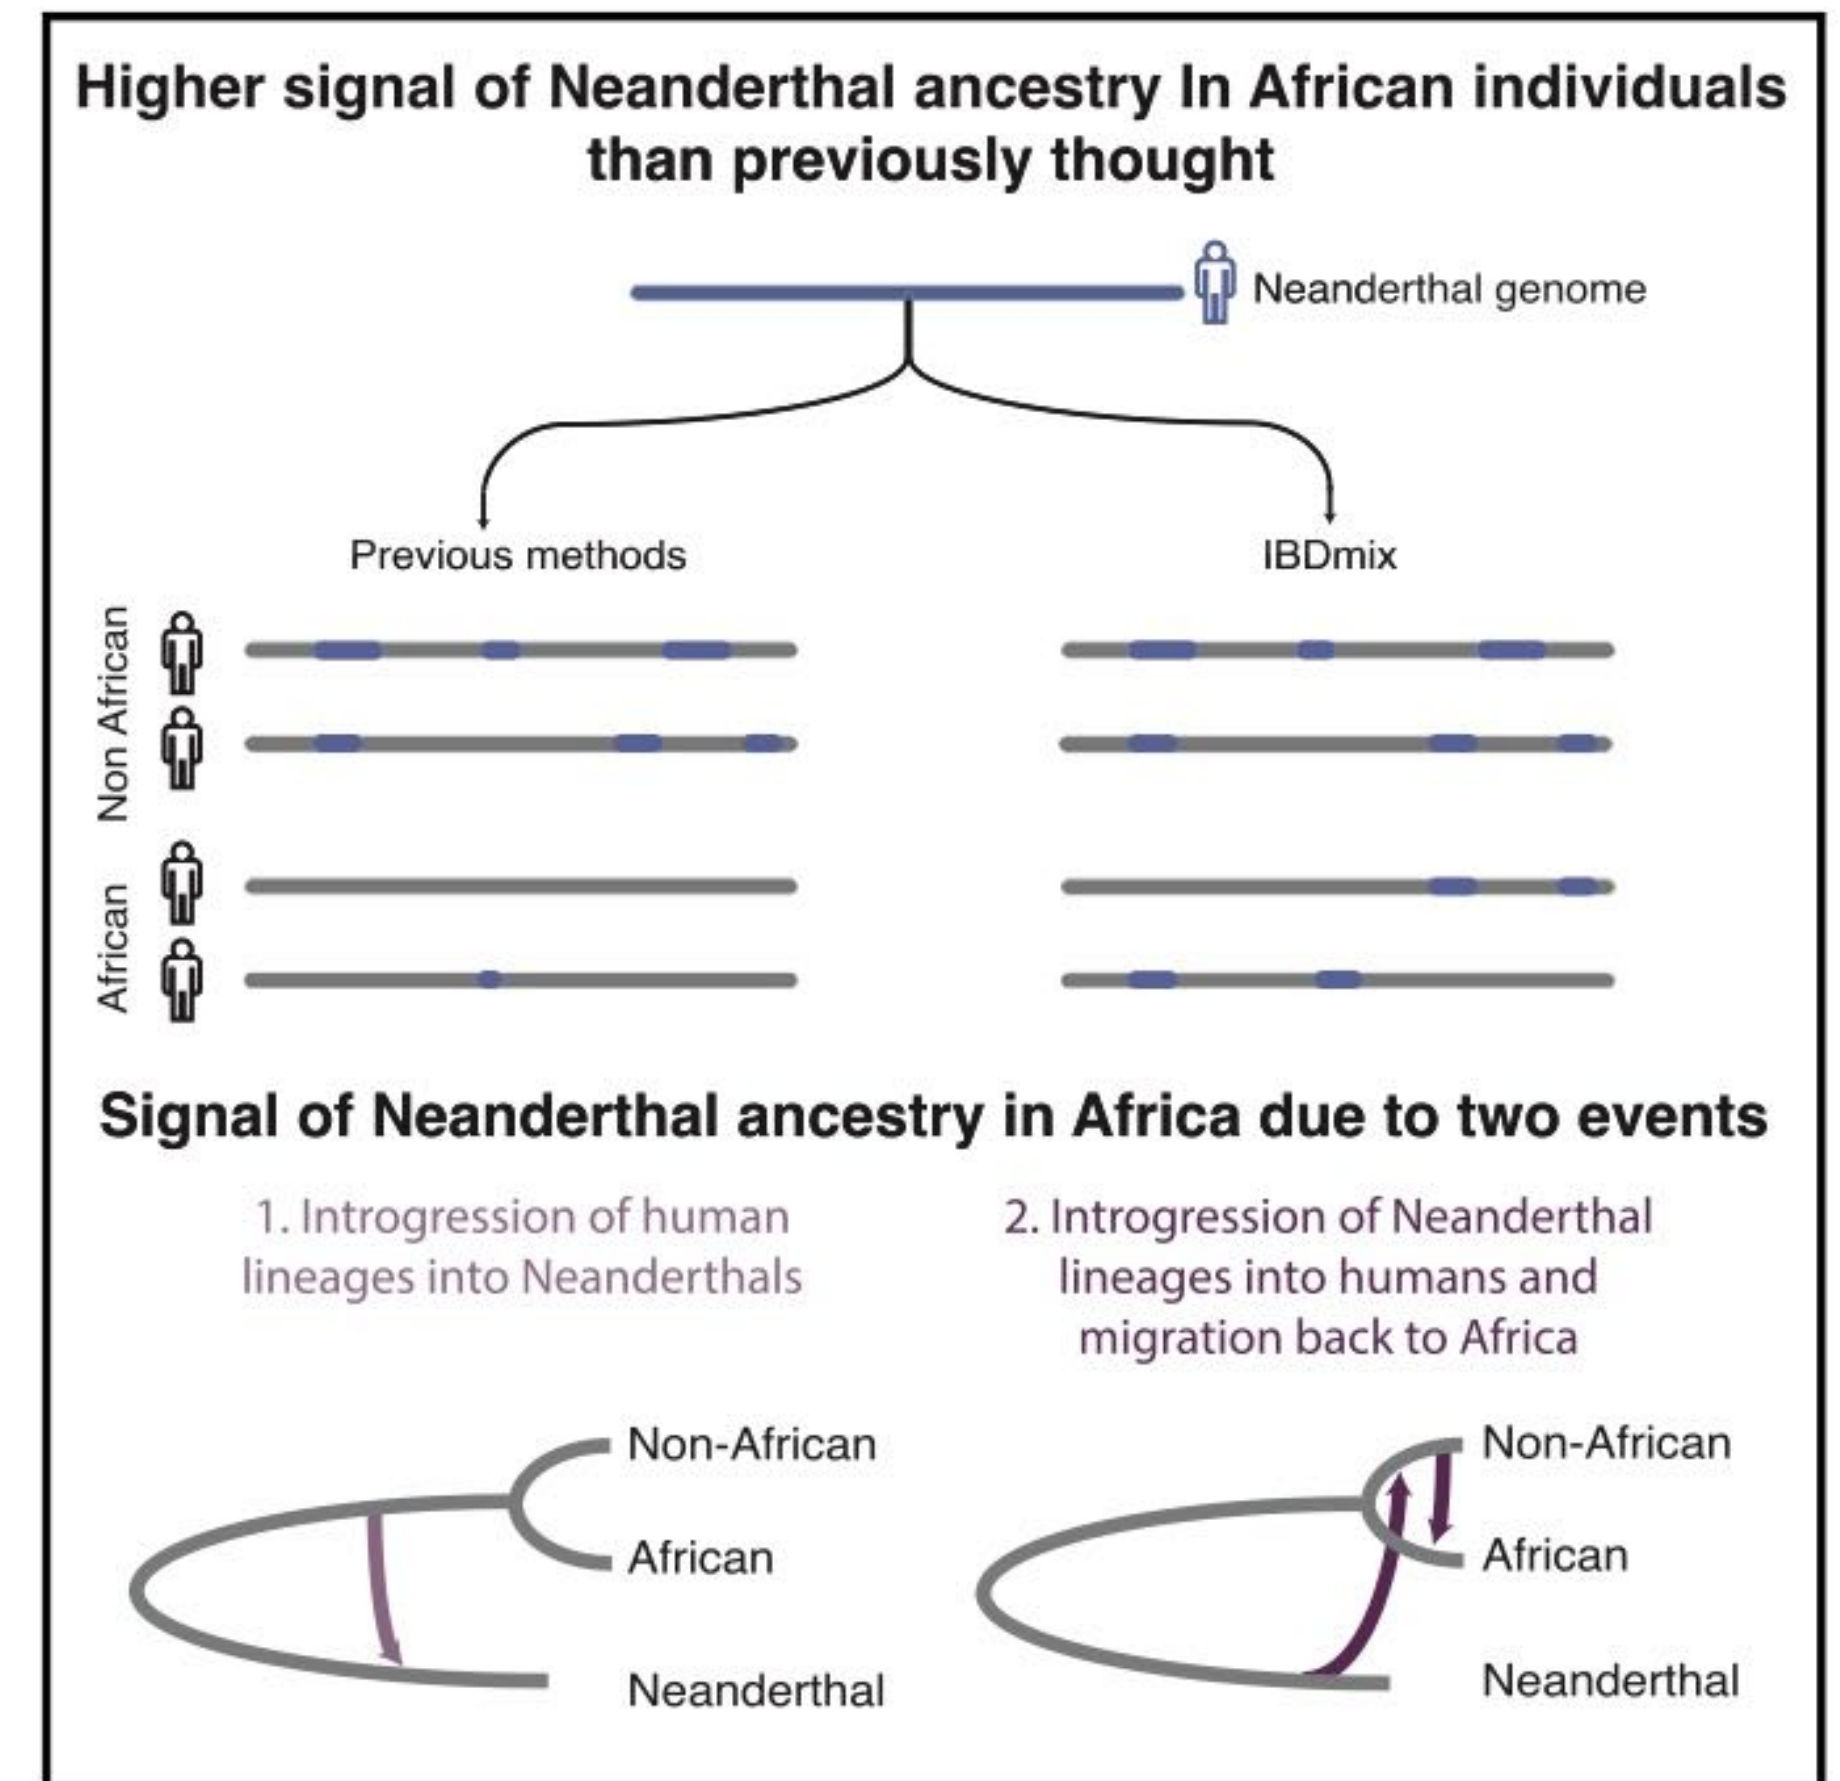 Higher signal of Neanderthal ancestry In African individuals
than previously thought
Neanderthal genome
Previous methods
IBDmix
Non African
African
Signal of Neanderthal ancestry in Africa due to two events
1. Introgression of human
lineages into Neanderthals
2. Introgression of Neanderthal
lineages into humans and
migration back to Africa
Non-African
African
Neanderthal
Non-African
African
Neanderthal